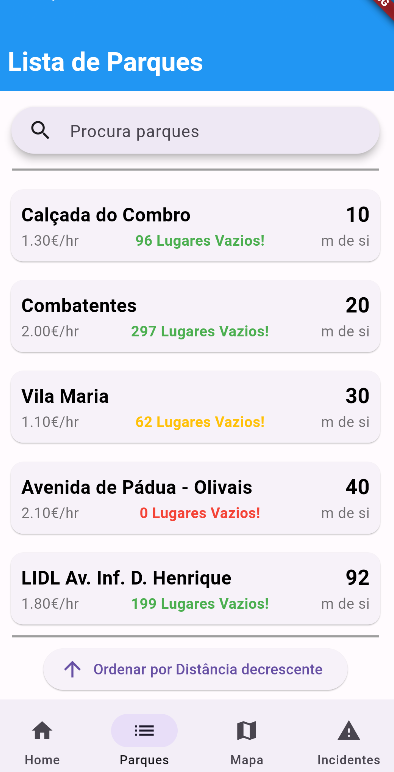 Lista de Parques
Procura parques
Calçada do Combro 10
1.30€/hr 96 Lugares Vazios! m de si
Combatentes 20
2.00€/hr 297 Lugares Vazios! m de si
Vila Maria 30
1.10€/hr 62 Lugares Vazios! m de si
Avenida de Pádua - Olivais 40
2.10€/hr 0 Lugares Vazios! m de si
LIDL Av. Inf. D. Henrique 92
1.80€/hr 199 Lugares Vazios! m de si
Ordenar por Distância decrescente
Home Parques Mapa Incidentes